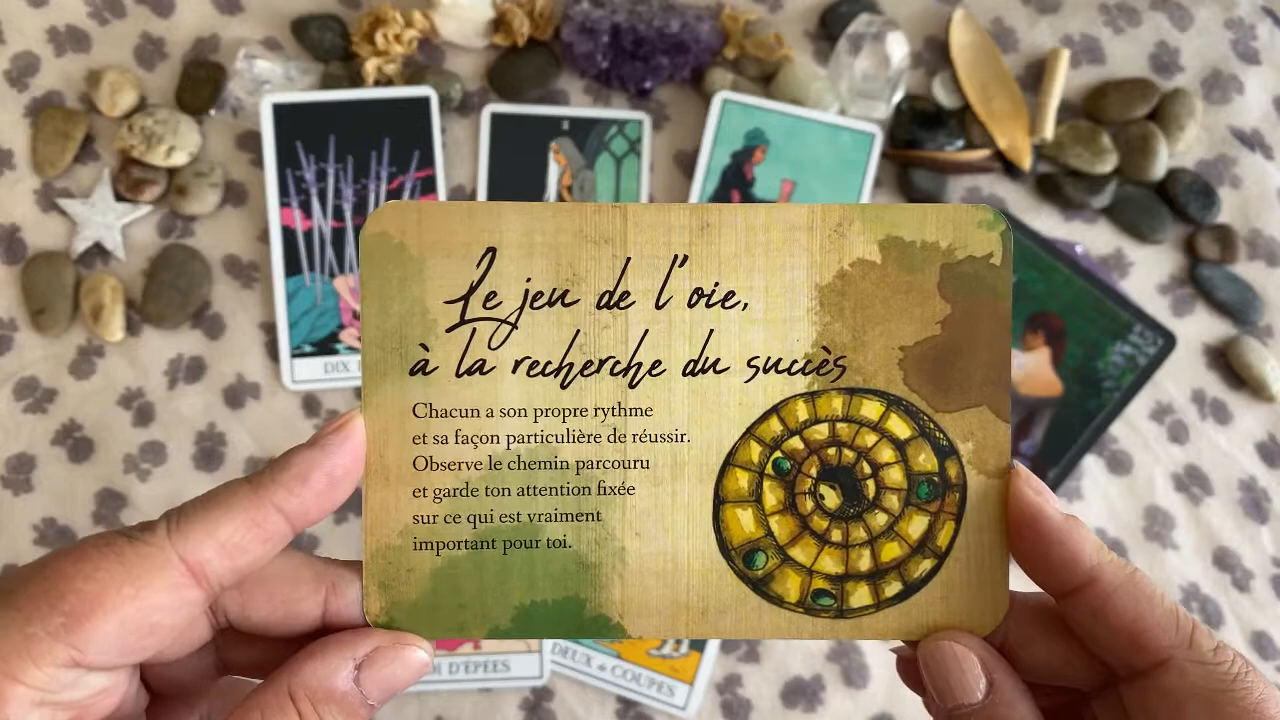 II
DIX
Le jeu de l'oie,
à la recherche du succès
Chacun a son propre rythme
et sa façon particulière de réussir.
Observe le chemin parcouru
et garde ton attention fixée
sur ce qui est vraiment
important pour toi.
D'ÉPÉES
DEUX de COUPES